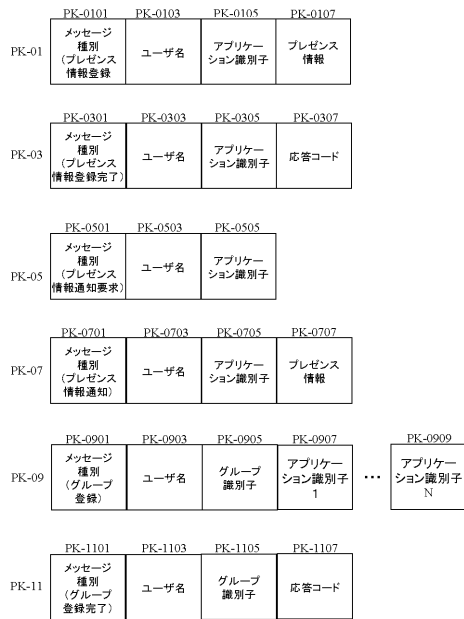 PK-0101 PK-0103 PK-0105 PK-0107
PK-01
メッセージ
種別
(プレゼンス
情報登録
ユーザ名
アプリケー
ション識別子
プレゼンス
情報
PK-0301 PK-0303 PK-0305 PK-0307
PK-03
メッセージ
種別
(プレゼンス
情報登録完了)
ユーザ名
アプリケー
ション識別子
応答コード
PK-0501 PK-0503 PK-0505
PK-05
メッセージ
種別
(プレゼンス
情報通知要求)
ユーザ名
アプリケー
ション識別子
PK-0701 PK-0703 PK-0705 PK-0707
PK-07
メッセージ
種別
(プレゼンス
情報通知)
ユーザ名
アプリケー
ション識別子
プレゼンス
情報
PK-0901 PK-0903 PK-0905 PK-0907 PK-0909
PK-09
メッセージ
種別
(グループ
登録)
ユーザ名
グループ
識別子
アプリケー
ション識別子
1
…
アプリケー
ション識別子
N
PK-1101 PK-1103 PK-1105 PK-1107
PK-11
メッセージ
種別
(グループ
登録完了)
ユーザ名
グループ
識別子
応答コード